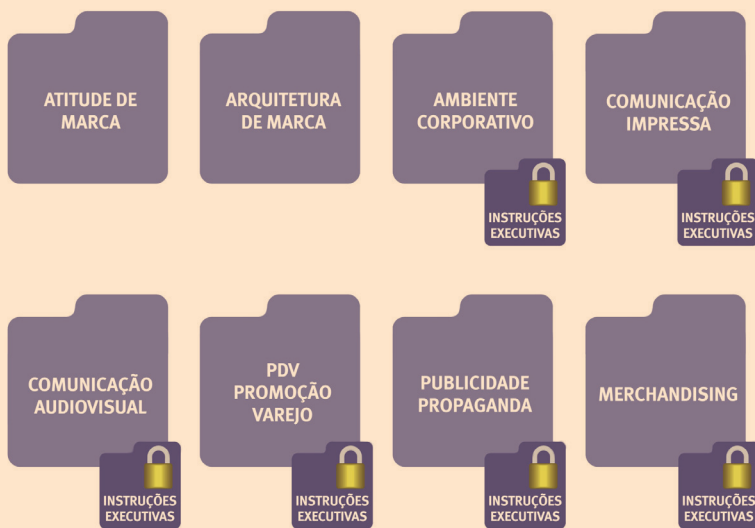 ATITUDE DE
MARCA
ARQUITETURA
DE MARCA
AMBIENTE
CORPORATIVO
INSTRUÇÕES
EXECUTIVAS
COMUNICAÇÃO
IMPRESSA
INSTRUÇÕES
EXECUTIVAS
COMUNICAÇÃO
AUDIOVISUAL
INSTRUÇÕES
EXECUTIVAS
PDV
PROMOÇÃO
VAREJO
INSTRUÇÕES
EXECUTIVAS
PUBLICIDADE
PROPAGANDA
INSTRUÇÕES
EXECUTIVAS
MERCHANDISING
INSTRUÇÕES
EXECUTIVAS